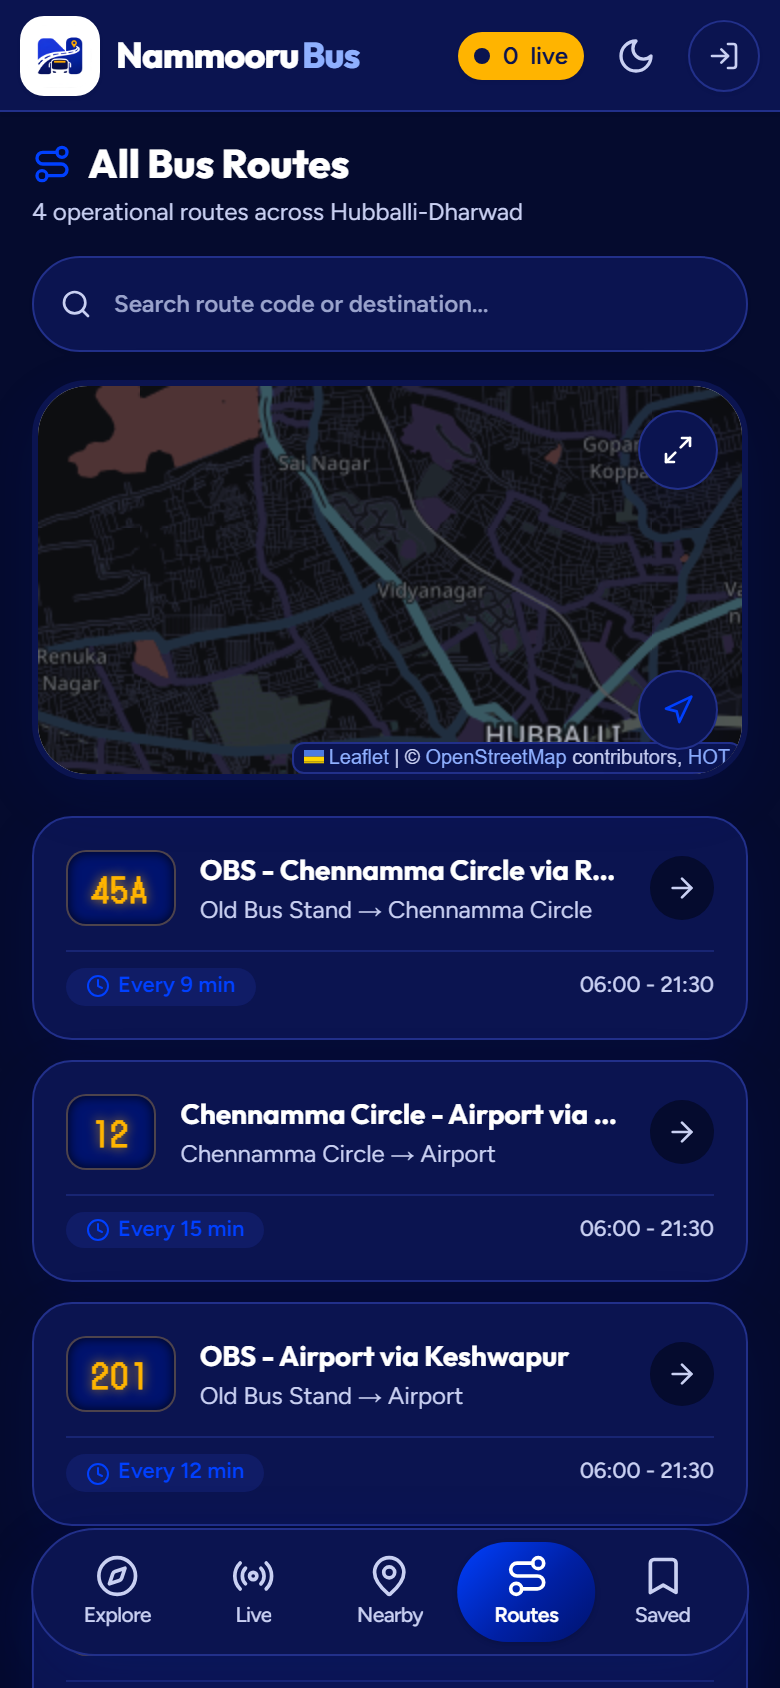 Nammooru Bus
0 live
All Bus Routes
4 operational routes across Hubballi-Dharwad
Search route code or destination...
Sai Nagar
Koppa
Vidyanagar
Renuka
Nagar
HUBBALLI
Leaflet | © OpenStreetMap contributors, HOT
45A
OBS - Chennamma Circle via R...
Old Bus Stand → Chennamma Circle
Every 9 min
06:00 - 21:30
12
Chennamma Circle - Airport via ...
Chennamma Circle → Airport
Every 15 min
06:00 - 21:30
201
OBS - Airport via Keshwapur
Old Bus Stand → Airport
Every 12 min
06:00 - 21:30
Explore
Live
Nearby
Routes
Saved